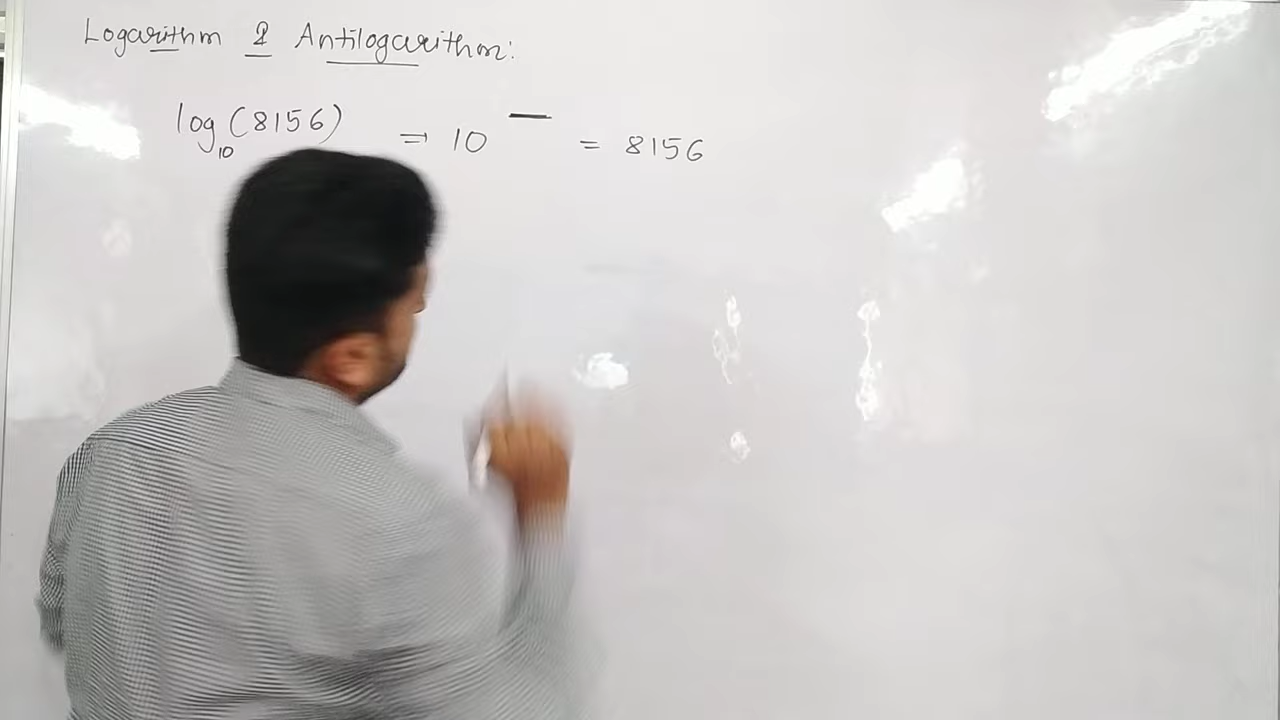 Logarithm & Antilogarithm:
log₁₀(8156) ⇒ 10 — = 8156